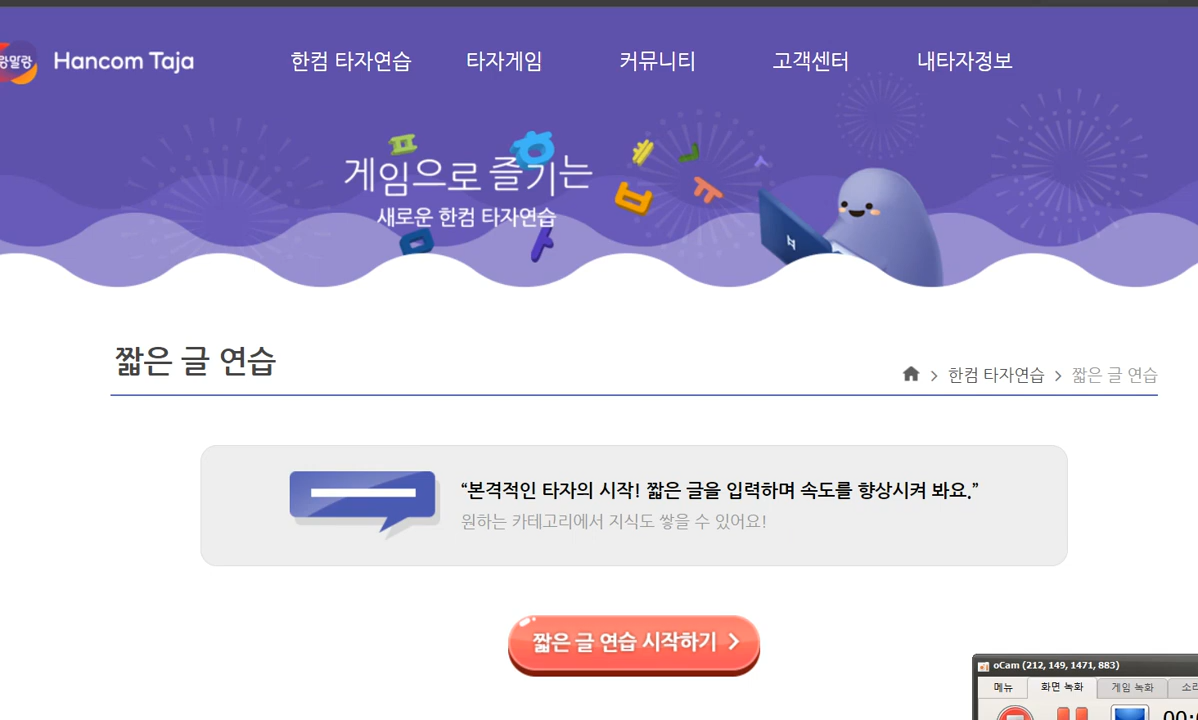 랑말랑
Hancom Taja
한컴 타자연습 타자게임 커뮤니티 고객센터 내타자정보
게임으로 즐기는
새로운 한컴 타자연습
짧은 글 연습
한컴 타자연습 > 짧은 글 연습
“본격적인 타자의 시작! 짧은 글을 입력하며 속도를 향상시켜 봐요.”
원하는 카테고리에서 지식도 쌓을 수 있어요!
짧은 글 연습 시작하기 >
oCam (212, 149, 1471, 883)
메뉴 화면 녹화 게임 녹화 소리